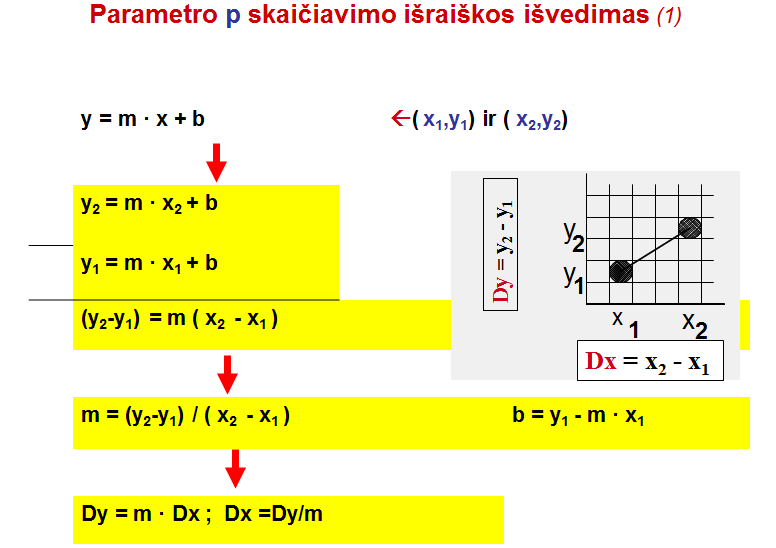 Parametro p skaičiavimo išraiškos išvedimas (1)
y = m · x + b
←( x₁,y₁) ir ( x₂,y₂)
y₂ = m · x₂ + b
y₁ = m · x₁ + b
(y₂-y₁) = m ( x₂ - x₁ )
Dy = y₂ - y₁
y₂
y₁
x ₁ x₂
Dx = x₂ - x₁
m = (y₂-y₁) / ( x₂ - x₁ )
b = y₁ - m · x₁
Dy = m · Dx ; Dx =Dy/m